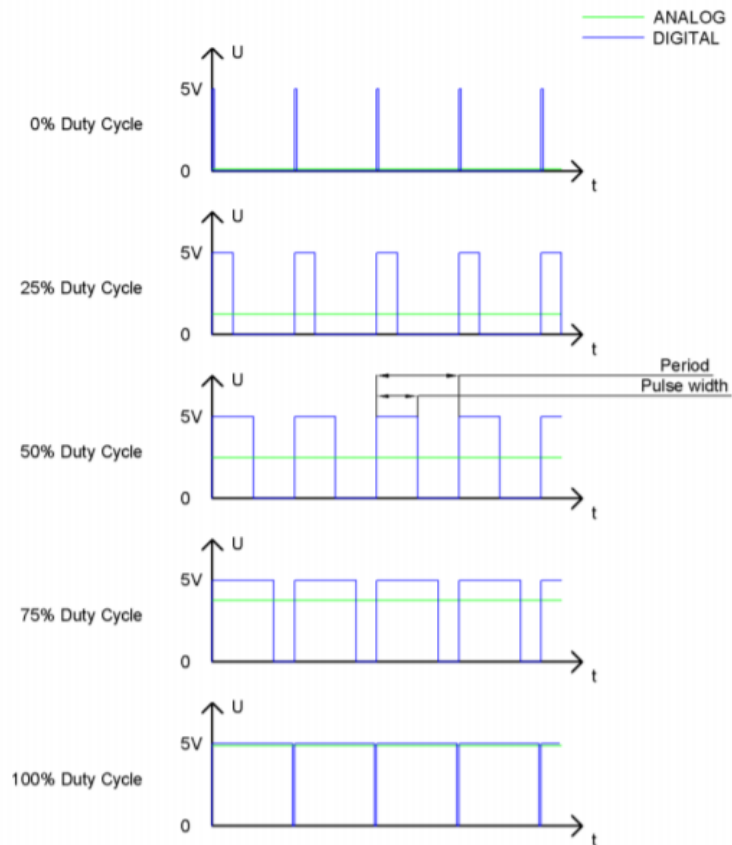 ANALOG
DIGITAL
U
5V
0% Duty Cycle
0
t
U
5V
25% Duty Cycle
0
t
Period
U
Pulse width
5V
50% Duty Cycle
0
t
U
5V
75% Duty Cycle
0
t
U
5V
100% Duty Cycle
0
t